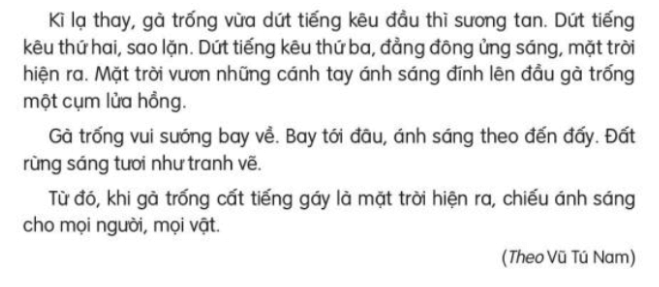 Kì lạ thay, gà trống vừa dứt tiếng kêu đầu thì sương tan. Dứt tiếng
kêu thứ hai, sao lặn. Dứt tiếng kêu thứ ba, đằng đông ửng sáng, mặt trời
hiện ra. Mặt trời vươn những cánh tay ánh sáng đính lên đầu gà trống
một cụm lửa hồng.
Gà trống vui sướng bay về. Bay tới đâu, ánh sáng theo đến đấy. Đất
rừng sáng tươi như tranh vẽ.
Từ đó, khi gà trống cất tiếng gáy là mặt trời hiện ra, chiếu ánh sáng
cho mọi người, mọi vật.
(Theo Vũ Tú Nam)